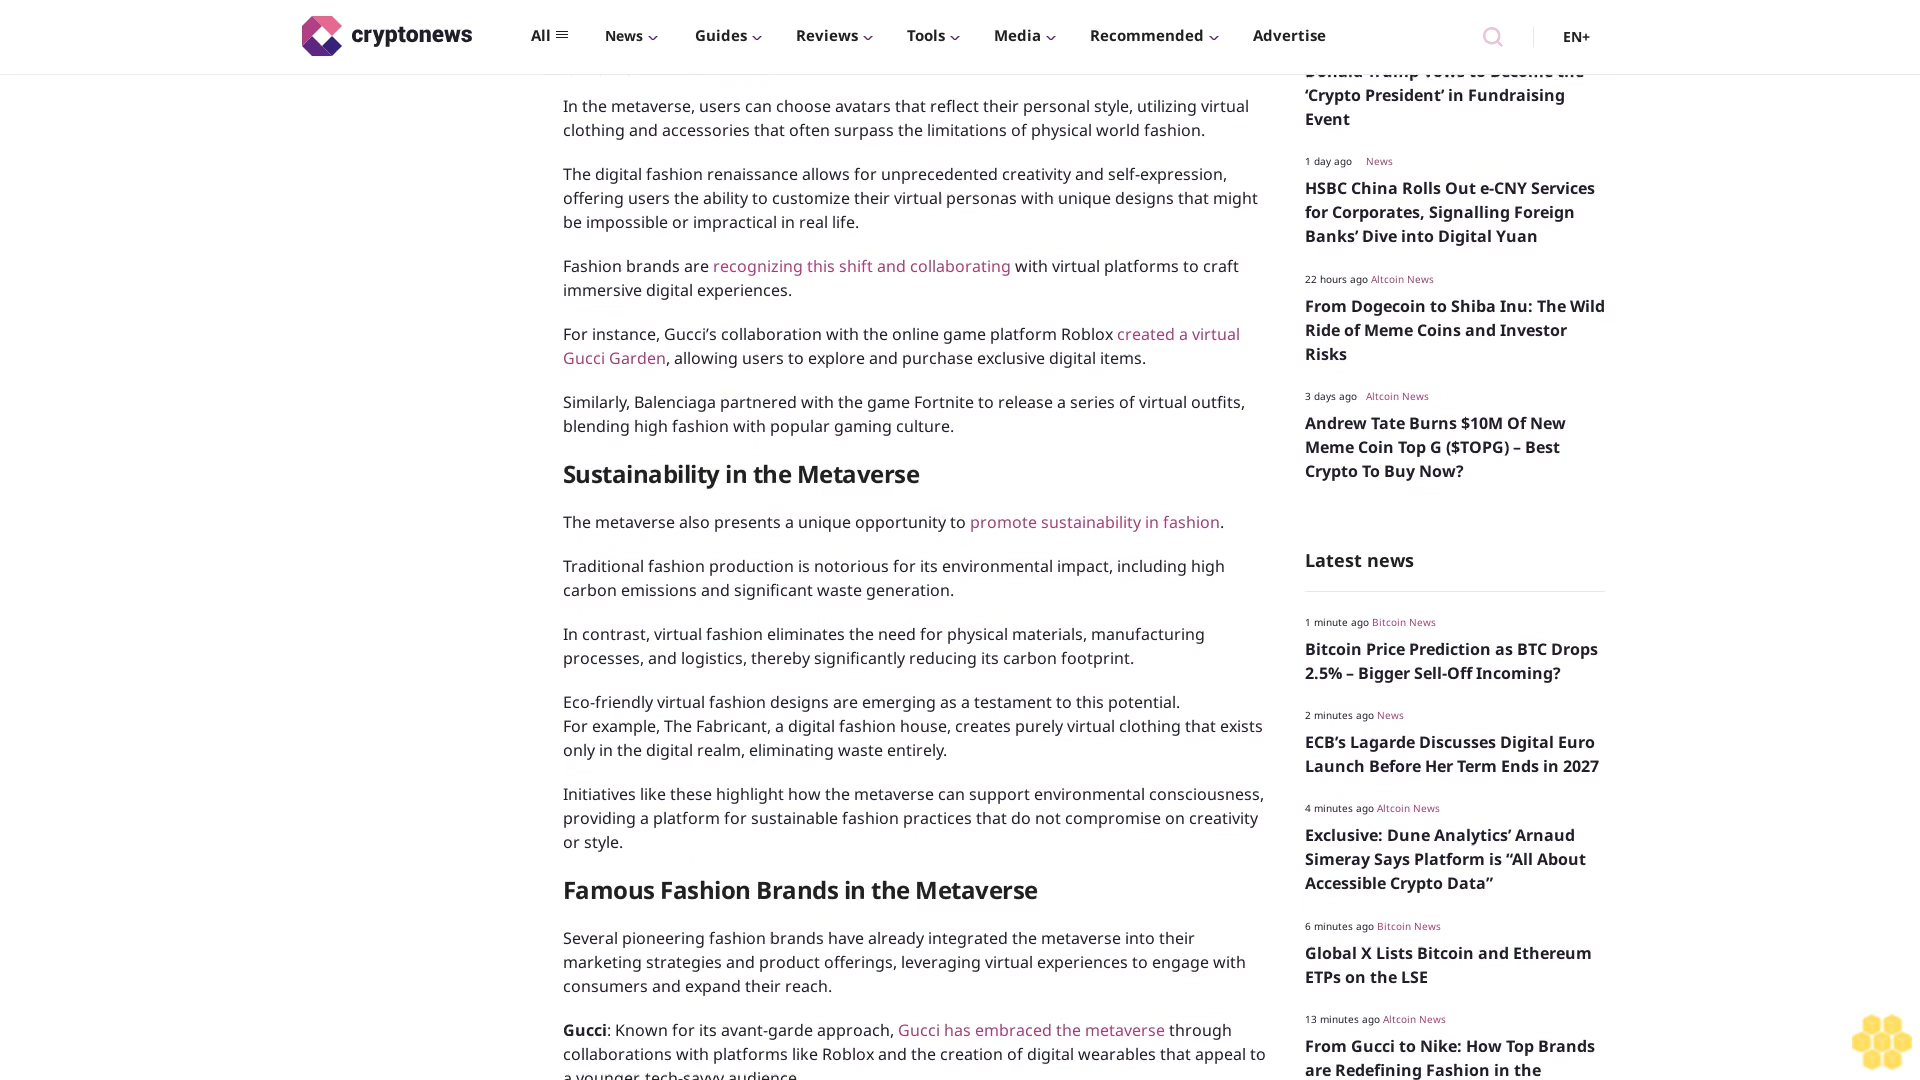 cryptonews
All
News
Guides
Reviews
Tools
Media
Recommended
Advertise
EN+
In the metaverse, users can choose avatars that reflect their personal style, utilizing virtual
clothing and accessories that often surpass the limitations of physical world fashion.
The digital fashion renaissance allows for unprecedented creativity and self-expression,
offering users the ability to customize their virtual personas with unique designs that might
be impossible or impractical in real life.
Fashion brands are recognizing this shift and collaborating with virtual platforms to craft
immersive digital experiences.
For instance, Gucci’s collaboration with the online game platform Roblox created a virtual
Gucci Garden, allowing users to explore and purchase exclusive digital items.
Similarly, Balenciaga partnered with the game Fortnite to release a series of virtual outfits,
blending high fashion with popular gaming culture.
Sustainability in the Metaverse
The metaverse also presents a unique opportunity to promote sustainability in fashion.
Traditional fashion production is notorious for its environmental impact, including high
carbon emissions and significant waste generation.
In contrast, virtual fashion eliminates the need for physical materials, manufacturing
processes, and logistics, thereby significantly reducing its carbon footprint.
Eco-friendly virtual fashion designs are emerging as a testament to this potential.
For example, The Fabricant, a digital fashion house, creates purely virtual clothing that exists
only in the digital realm, eliminating waste entirely.
Initiatives like these highlight how the metaverse can support environmental consciousness,
providing a platform for sustainable fashion practices that do not compromise on creativity
or style.
Famous Fashion Brands in the Metaverse
Several pioneering fashion brands have already integrated the metaverse into their
marketing strategies and product offerings, leveraging virtual experiences to engage with
consumers and expand their reach.
Gucci: Known for its avant-garde approach, Gucci has embraced the metaverse through
collaborations with platforms like Roblox and the creation of digital wearables that appeal to
a younger, tech-savvy audience.
Donald Trump Vows to Become the
‘Crypto President’ in Fundraising
Event
1 day ago News
HSBC China Rolls Out e-CNY Services
for Corporates, Signalling Foreign
Banks’ Dive into Digital Yuan
22 hours ago Altcoin News
From Dogecoin to Shiba Inu: The Wild
Ride of Meme Coins and Investor
Risks
3 days ago Altcoin News
Andrew Tate Burns $10M Of New
Meme Coin Top G ($TOPG) – Best
Crypto To Buy Now?
Latest news
1 minute ago Bitcoin News
Bitcoin Price Prediction as BTC Drops
2.5% – Bigger Sell-Off Incoming?
2 minutes ago News
ECB’s Lagarde Discusses Digital Euro
Launch Before Her Term Ends in 2027
4 minutes ago Altcoin News
Exclusive: Dune Analytics’ Arnaud
Simeray Says Platform is “All About
Accessible Crypto Data”
6 minutes ago Bitcoin News
Global X Lists Bitcoin and Ethereum
ETPs on the LSE
13 minutes ago Altcoin News
From Gucci to Nike: How Top Brands
are Redefining Fashion in the